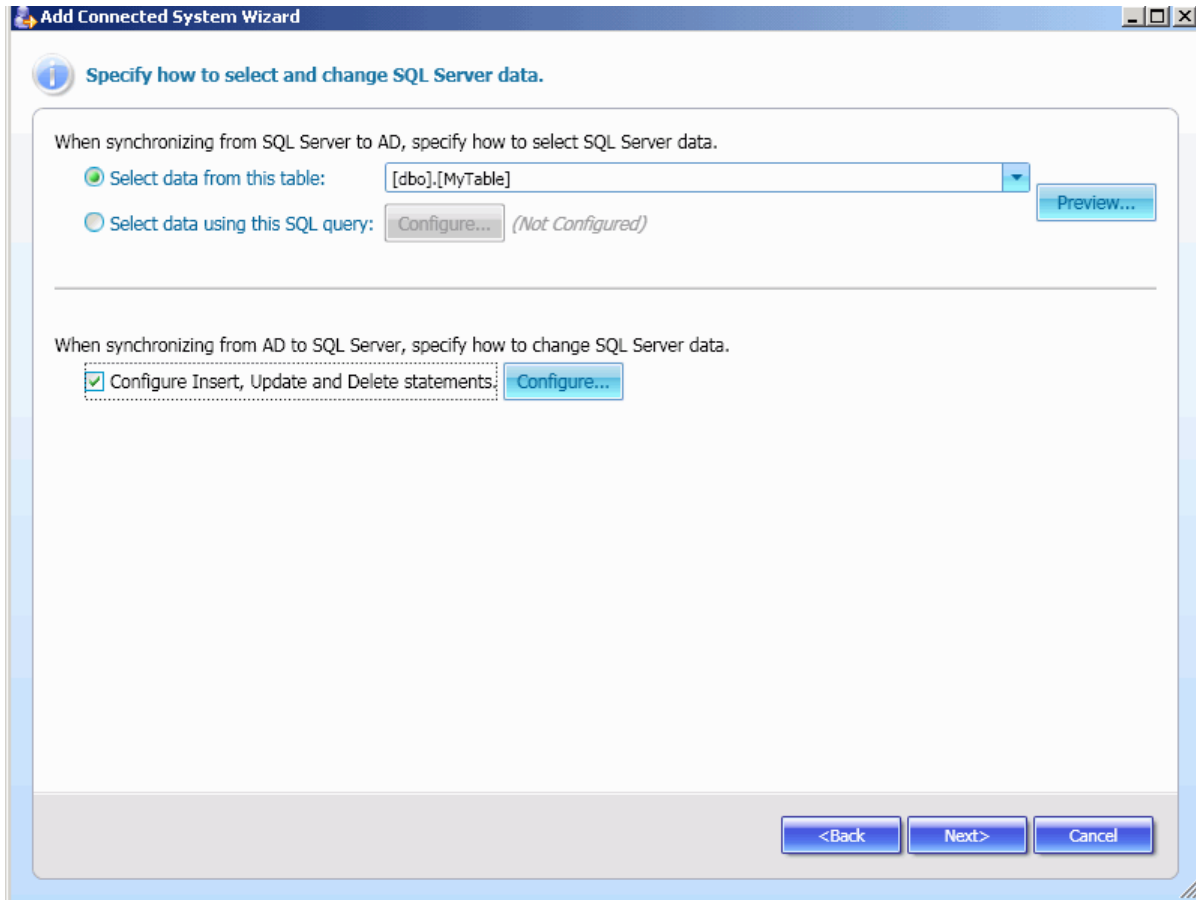 Add Connected System Wizard
Specify how to select and change SQL Server data.
When synchronizing from SQL Server to AD, specify how to select SQL Server data.
Select data from this table: [dbo].[MyTable]
Preview...
Select data using this SQL query: Configure... (Not Configured)
When synchronizing from AD to SQL Server, specify how to change SQL Server data.
Configure Insert, Update and Delete statements. Configure...
<Back Next> Cancel